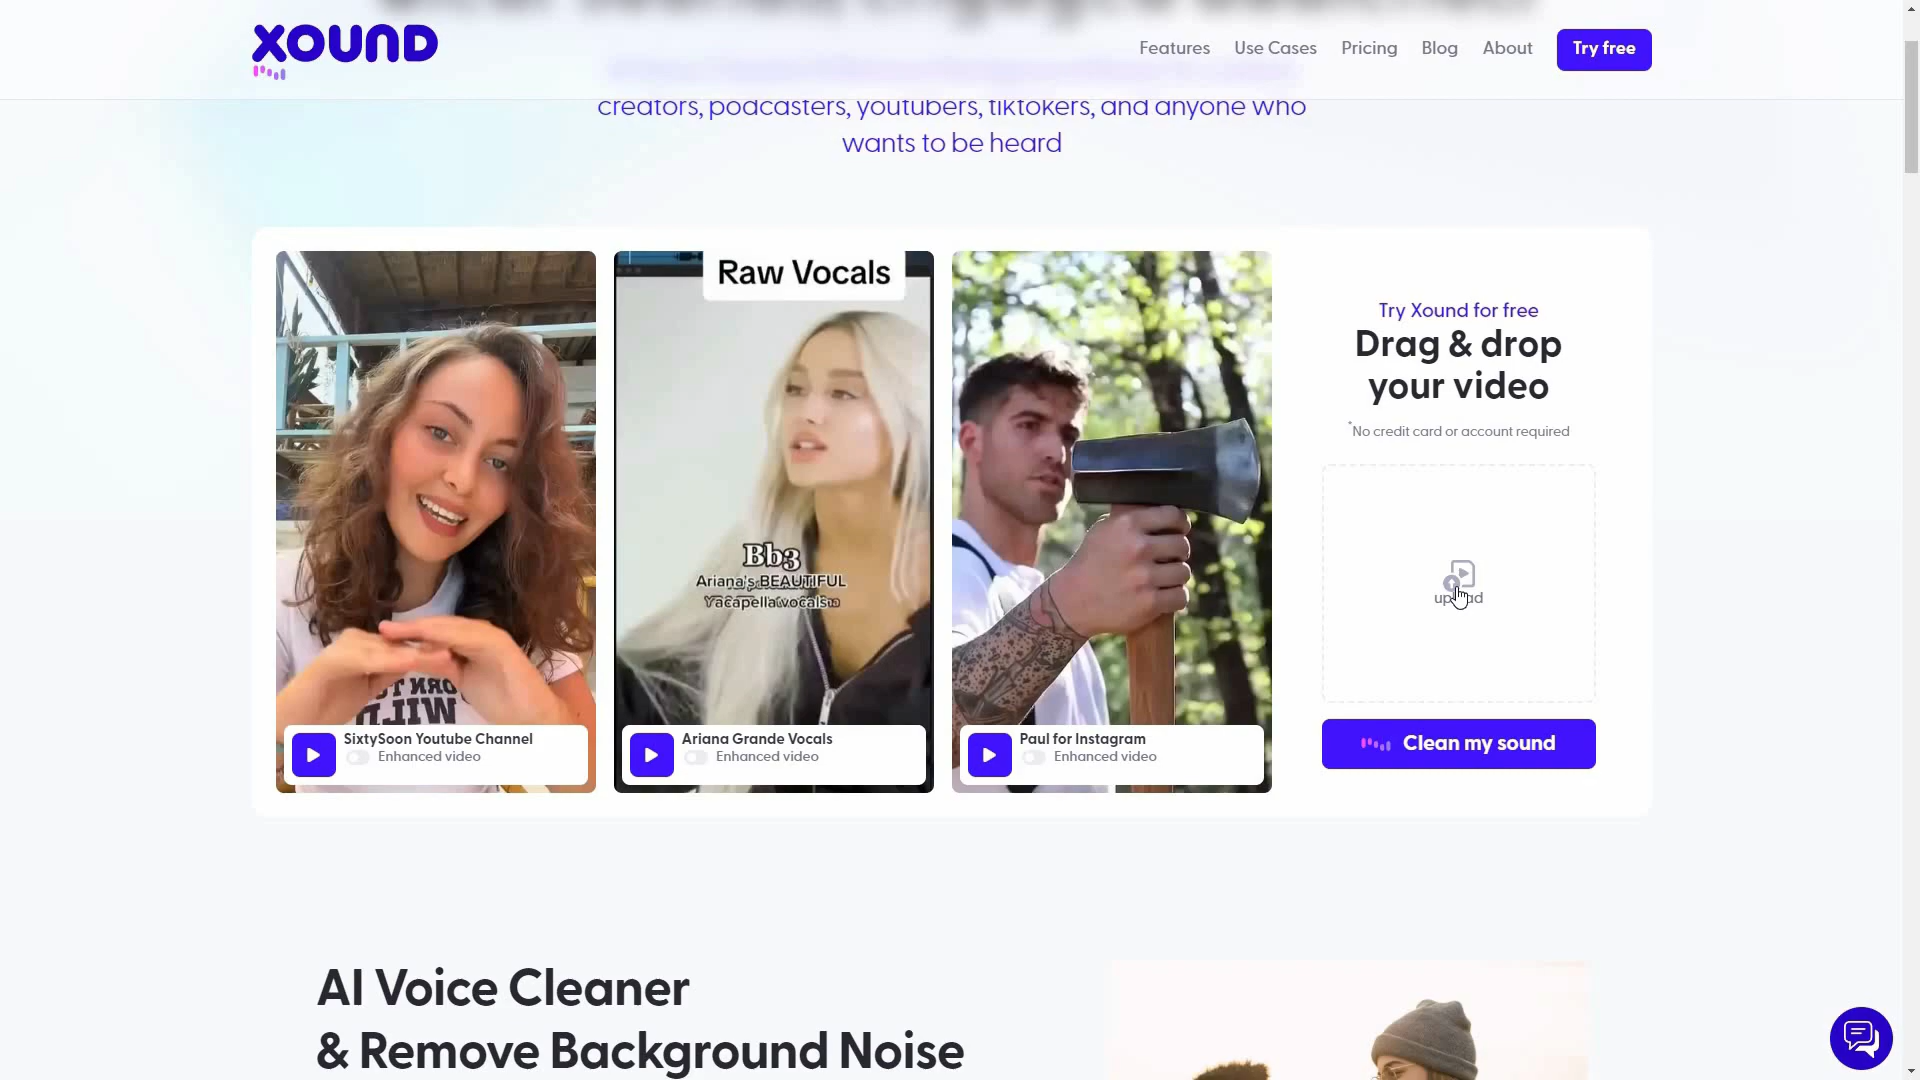 XOUND
Features
Use Cases
Pricing
Blog
About
Try free
creators, podcasters, youtubers, tiktokers, and anyone who
wants to be heard
Raw Vocals
Bb3
Ariana's BEAUTIFUL
SixtySoon Youtube Channel
Enhanced video
Ariana Grande Vocals
Enhanced video
Paul for Instagram
Enhanced video
Try Xound for free
Drag & drop
your video
*No credit card or account required
Clean my sound
AI Voice Cleaner
& Remove Background Noise